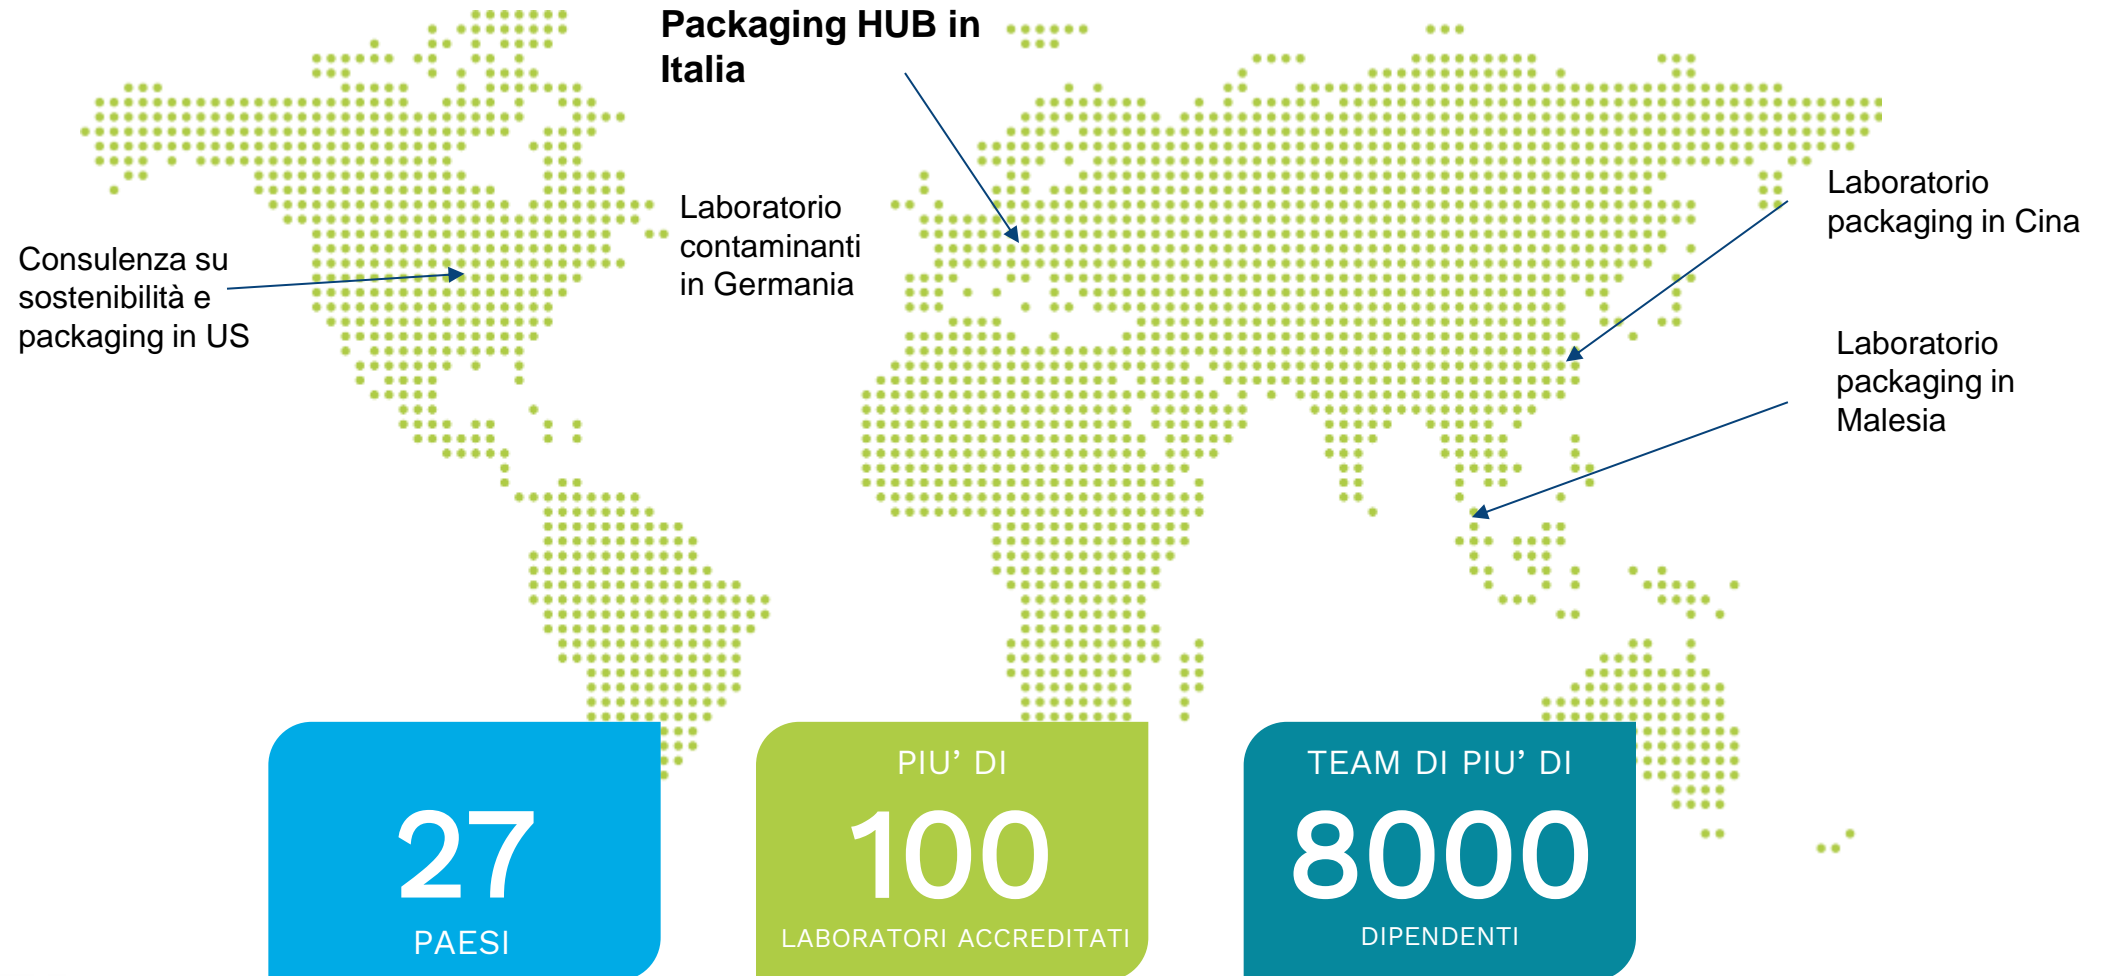 Packaging HUB in
Italia
Laboratorio
contaminanti
in Germania
Consulenza su
sostenibilità e
packaging in US
Laboratorio
packaging in Cina
Laboratorio
packaging in
Malesia
27
PAESI
PIU’ DI
100
LABORATORI ACCREDITATI
TEAM DI PIU’ DI
8000
DIPENDENTI